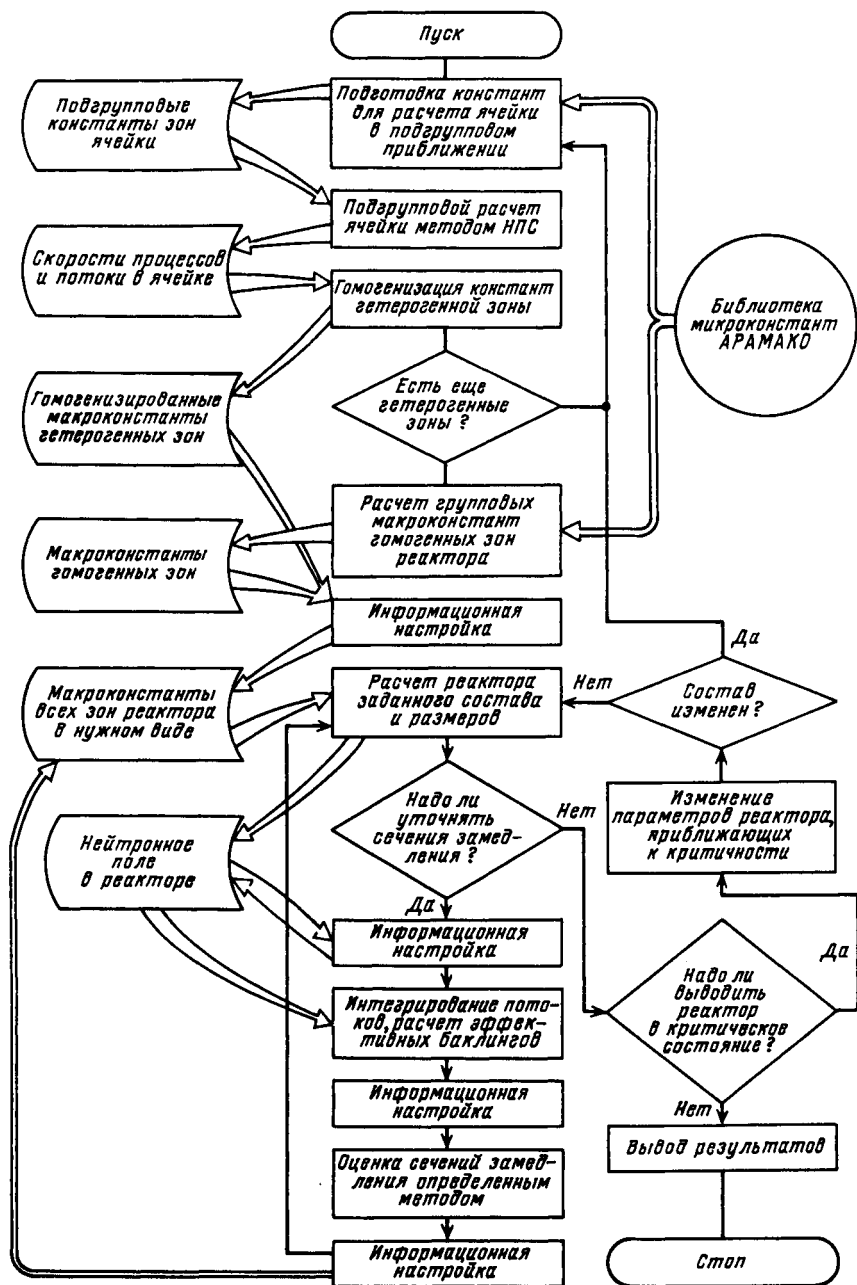 Пуск
Подгрупповые
константы зон
ячейки
Подготовка констант
для расчета ячейки
в подгрупповом
приближении
Подгрупповой расчет
ячейки методом НПС
Скорости процессов
и потоки в ячейке
Гомогенизация констант
гетерогенной зоны
Библиотека
микроконстант
АРАМАКО
Есть еще
гетерогенные
зоны?
Гомогенизированные
макроконстанты
гетерогенных зон
Расчет групповых
макроконстант
гомогенных зон
реактора
Макроконстанты
гомогенных зон
Информационная
настройка
Да
Макроконстанты
всех зон реактора
в нужном виде
Расчет реактора
заданного состава
и размеров
Нет
Состав
изменен?
Надо ли
уточнять
сечения замед-
ления?
Нет
Изменение
параметров реактора,
приближающих
к критичности
Нейтронное
поле
в реакторе
Да
Информационная
настройка
Да
Надо ли
выводить
реактор
в критическое
состояние?
Интегрирование пото-
ков, расчет эффек-
тивных баклингов
Информационная
настройка
Нет
Вывод результатов
Оценка сечений замед-
ления определенным
методом
Информационная
настройка
Стоп